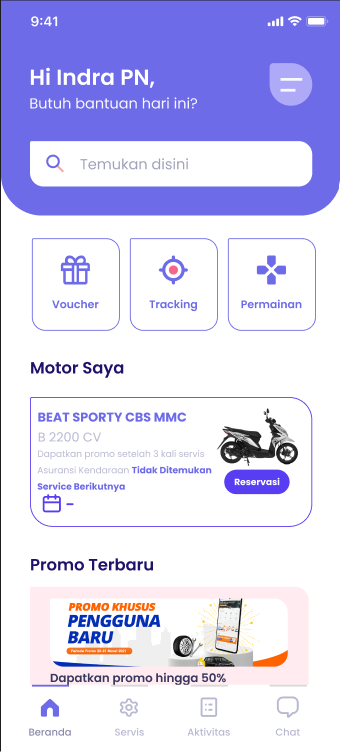 9:41
Hi Indra PN,
Butuh bantuan hari ini?
Temukan disini
Voucher
Tracking
Permainan
Motor Saya
BEAT SPORTY CBS MMC
B 2200 CV
Dapatkan promo setelah 3 kali servis
Asuransi Kendaraan Tidak Ditemukan
Reservasi
Service Berikutnya
-
Promo Terbaru
PROMO KHUSUS
PENGGUNA
BARU
Dapatkan promo hingga 50%
Beranda
Servis
Aktivitas
Chat